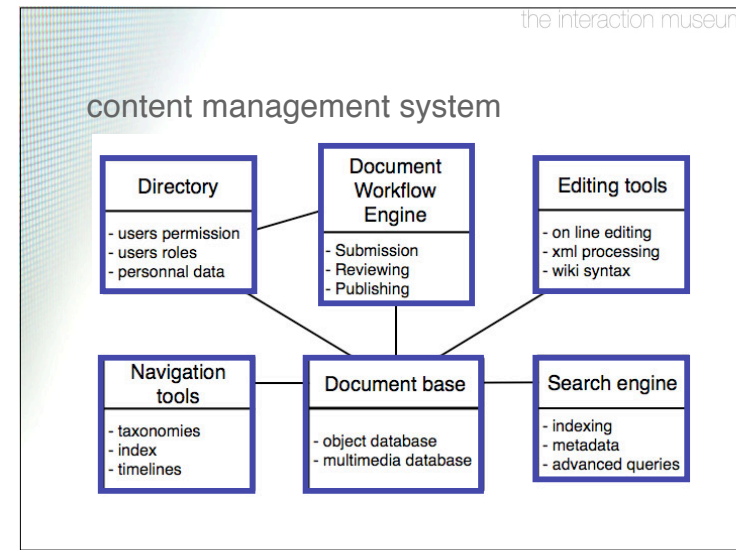 the interaction museum
content management system
Directory
- users permission
- users roles
- personnal data
Document
Workflow
Engine
- Submission
- Reviewing
- Publishing
Editing tools
- on line editing
- xml processing
- wiki syntax
Navigation
tools
- taxonomies
- index
- timelines
Document base
- object database
- multimedia database
Search engine
- indexing
- metadata
- advanced queries